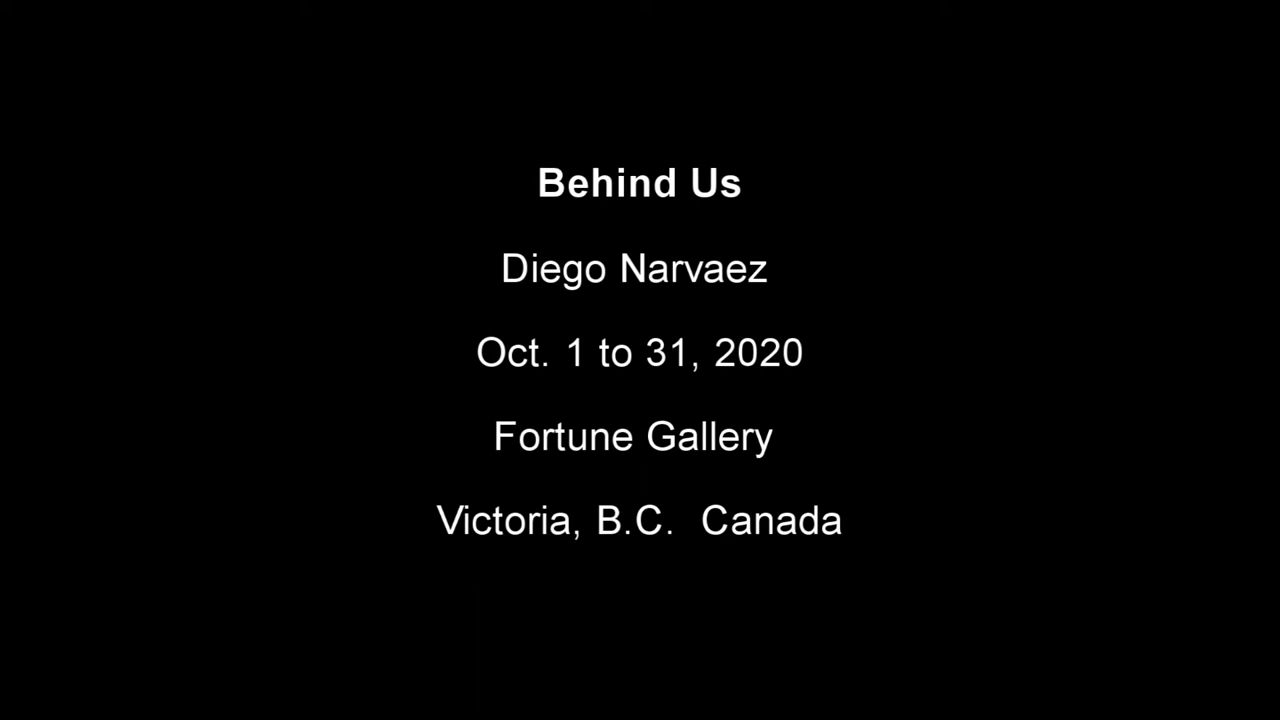 Behind Us
Diego Narvaez
Oct. 1 to 31, 2020
Fortune Gallery
Victoria, B.C.  Canada